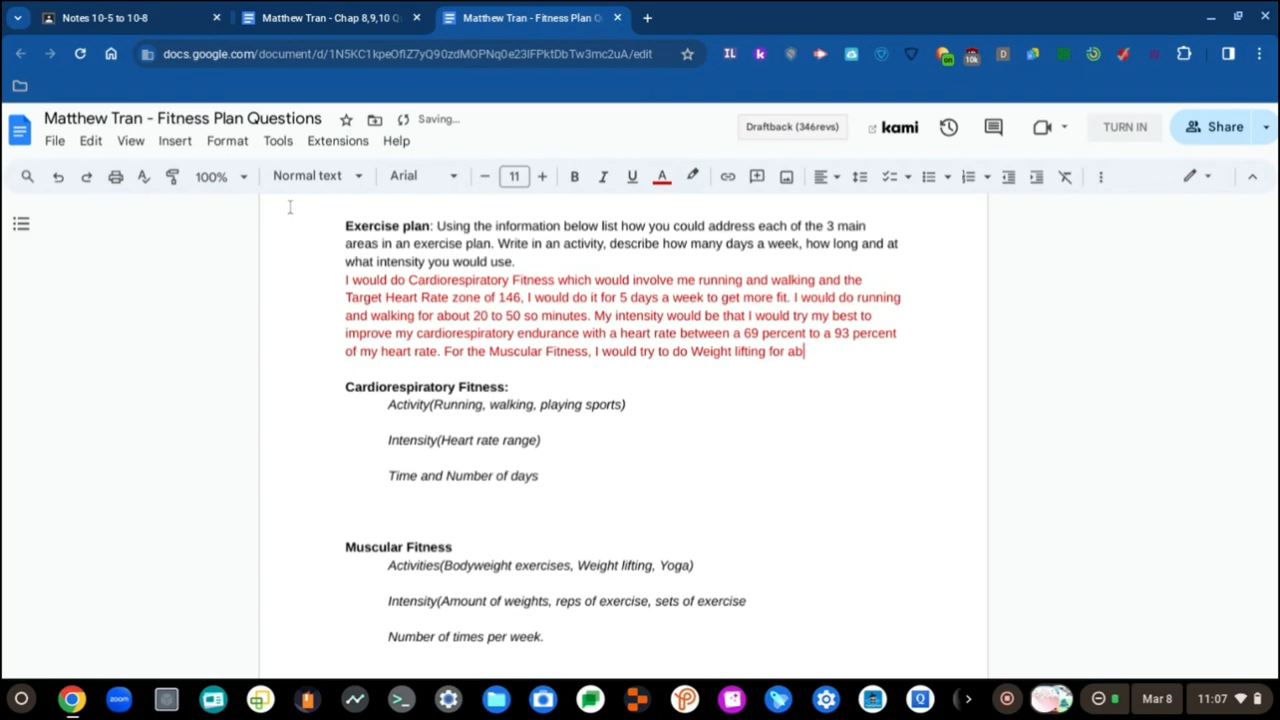 Notes 10-5 to 10-8
Matthew Tran - Chap 8,9,10 Q
Matthew Tran - Fitness Plan Q
docs.google.com/document/d/1N5KC1kpeOflZ7yQ90zdMOPNq0e23IFPktDbTw3mc2uA/edit
Matthew Tran - Fitness Plan Questions
Saving...
File Edit View Insert Format Tools Extensions Help
Draftback (346revs)
kami
TURN IN
Share
100% Normal text Arial 11
Exercise plan: Using the information below list how you could address each of the 3 main
areas in an exercise plan. Write in an activity, describe how many days a week, how long and at
what intensity you would use.
I would do Cardiorespiratory Fitness which would involve me running and walking and the
Target Heart Rate zone of 146, I would do it for 5 days a week to get more fit. I would do running
and walking for about 20 to 50 so minutes. My intensity would be that I would try my best to
improve my cardiorespiratory endurance with a heart rate between a 69 percent to a 93 percent
of my heart rate. For the Muscular Fitness, I would try to do Weight lifting for ab
Cardiorespiratory Fitness:
Activity(Running, walking, playing sports)
Intensity(Heart rate range)
Time and Number of days
Muscular Fitness
Activities(Bodyweight exercises, Weight lifting, Yoga)
Intensity(Amount of weights, reps of exercise, sets of exercise
Number of times per week.
zoom
Mar 8
11:07